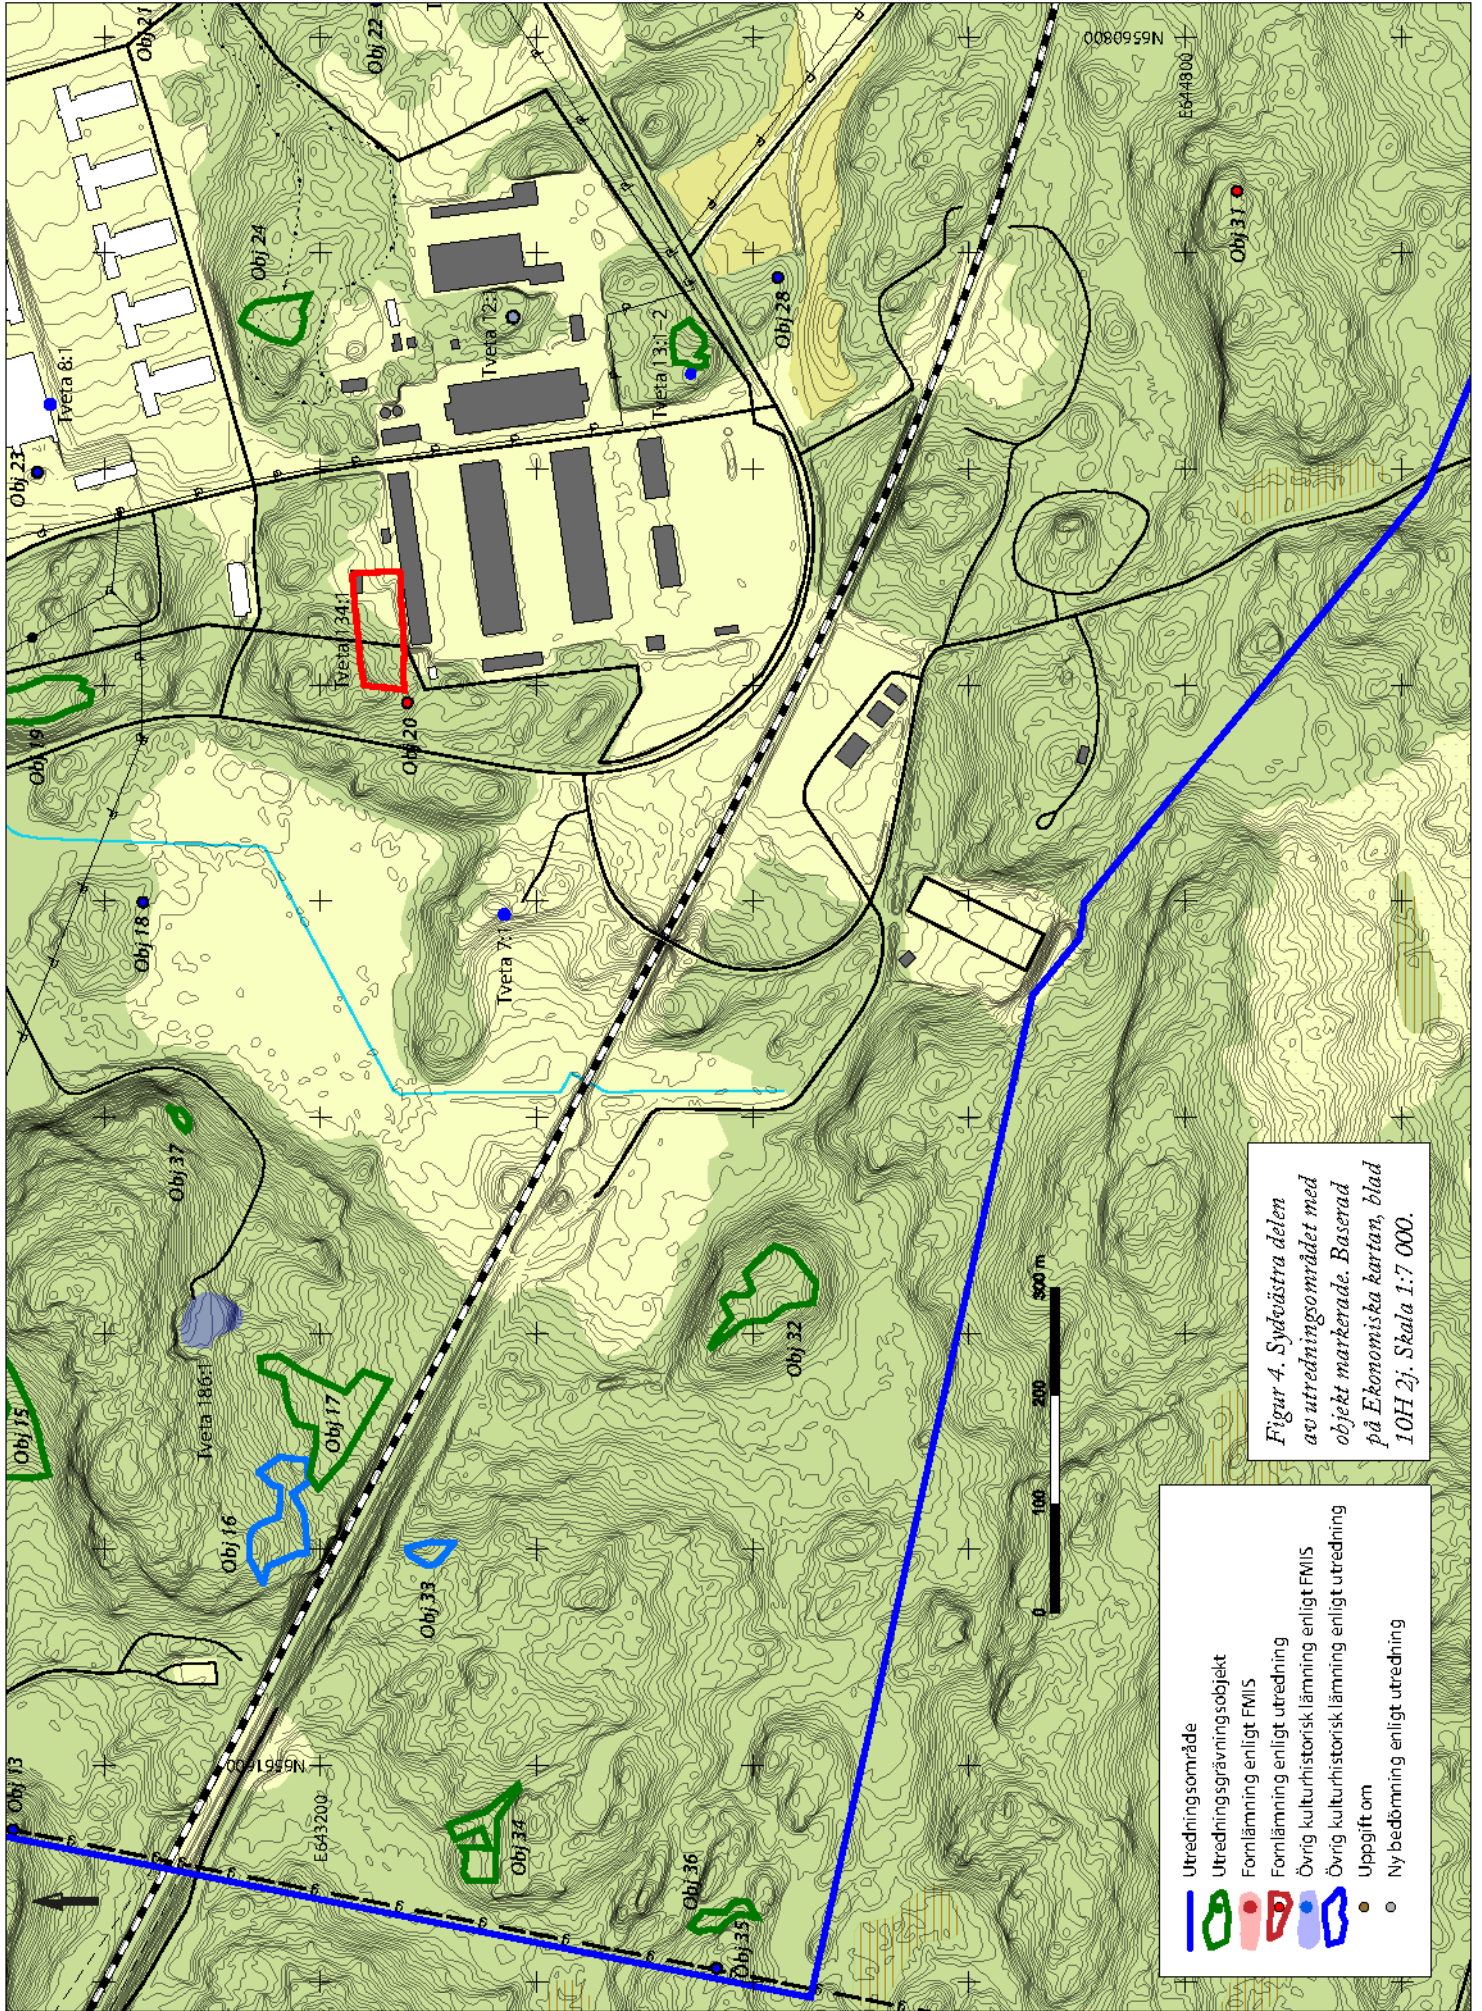 Obj 13
Obj 15
Obj 19
Obj 23
Obj 21
Obj 22
Tveta 8:1
Obj 18
Obj 37
Tveta 186:1
Obj 24
Obj 16
Obj 17
Tveta 134:1
Obj 20
N6551600
E643200
Obj 33
Tveta 7:1
Tveta 12:
Obj 34
Tveta 13:1-2
Obj 28
Obj 36
Obj 35
Obj 32
N6560800
E644800
Obj 31
0
100
200
300 m
Figur 4. Sydvästra delen
av utredningsområdet med
objekt markerade. Baserad
på Ekonomiska kartan, blad
10H 2j. Skala 1:7 000.
Utredningsområde
Utredningsgrävningsobjekt
Fornlämning enligt FMIS
Fornlämning enligt utredning
Övrig kulturhistorisk lämning enligt FMIS
Övrig kulturhistorisk lämning enligt utredning
Uppgift om
Ny bedömning enligt utredning